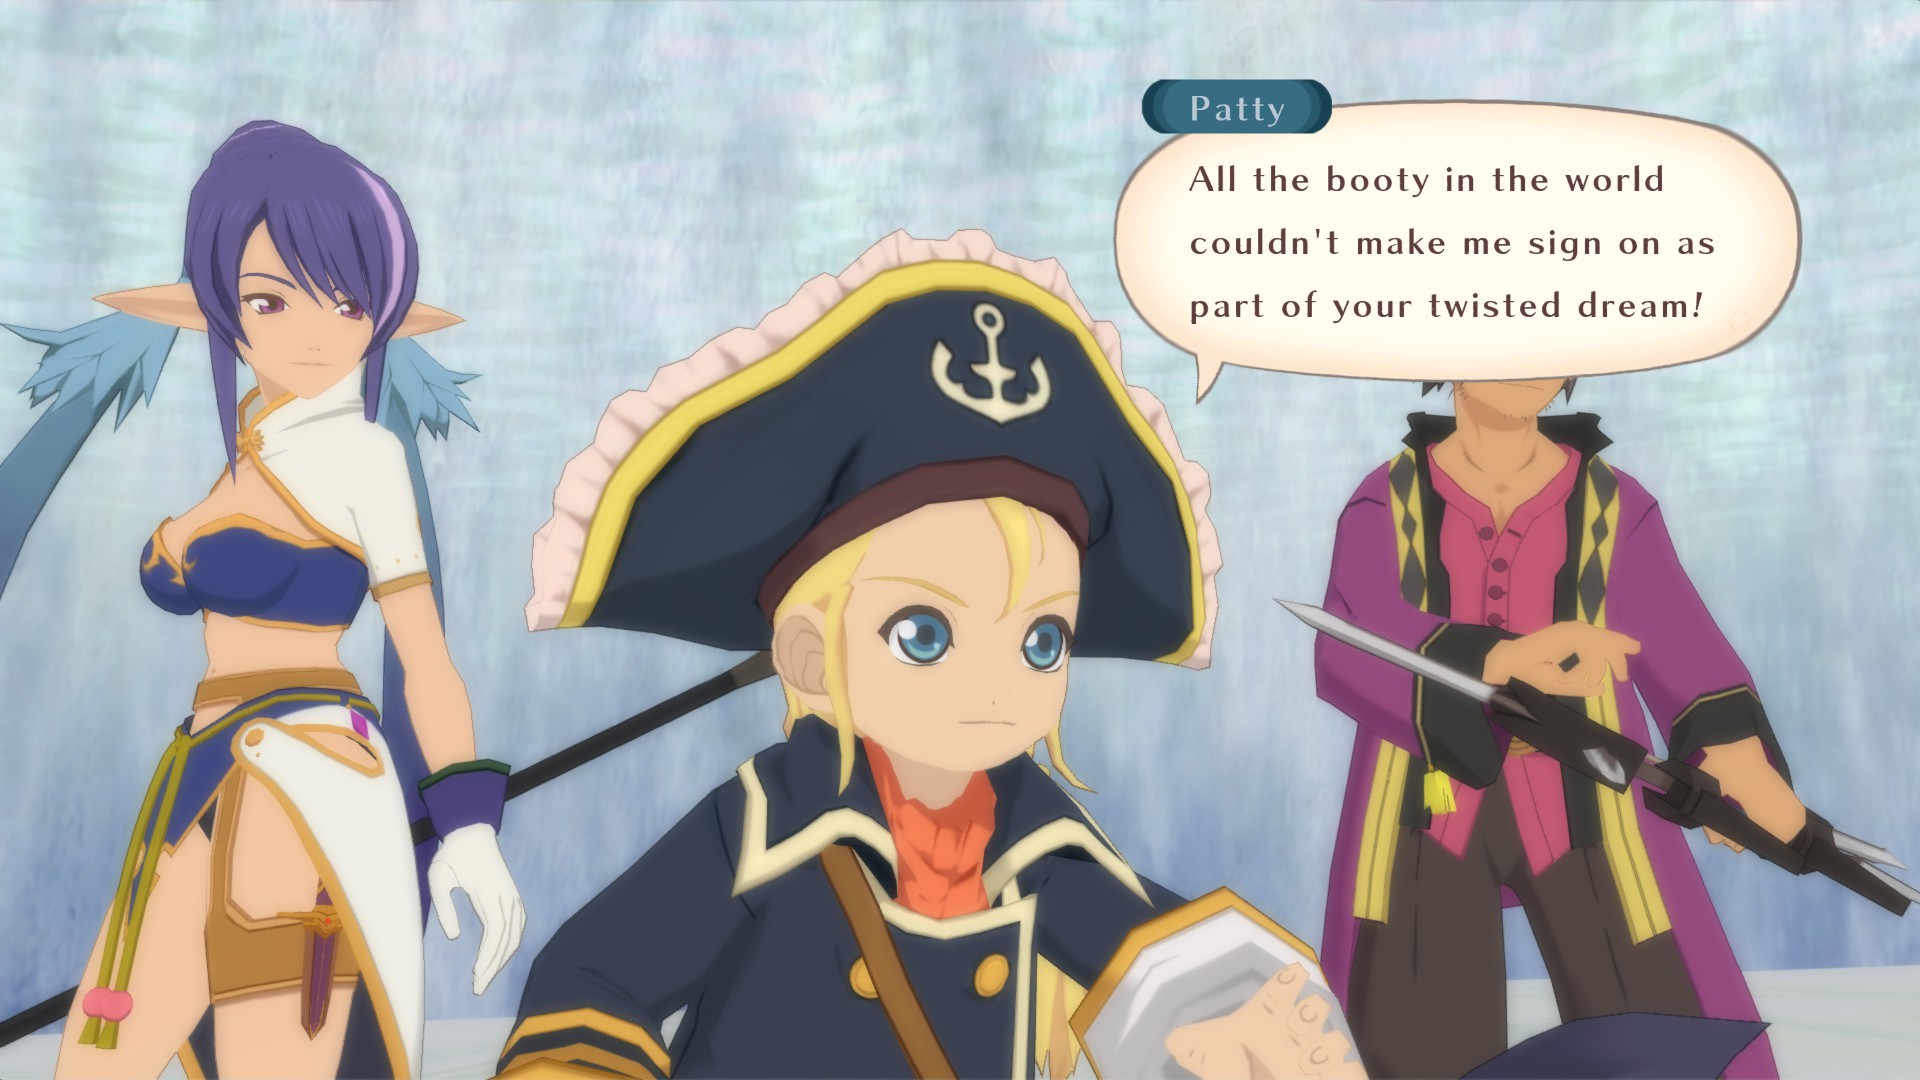 Patty
All the booty in the world
couldn't make me sign on as
part of your twisted dream!